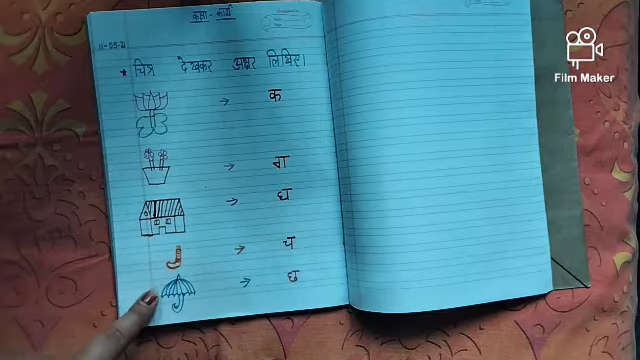 कक्षा - कार्य
11-05-21
* चित्र देखकर अक्षर लिखिए।
→ क
→ ग
→ घ
→ च
→ छ
Film Maker